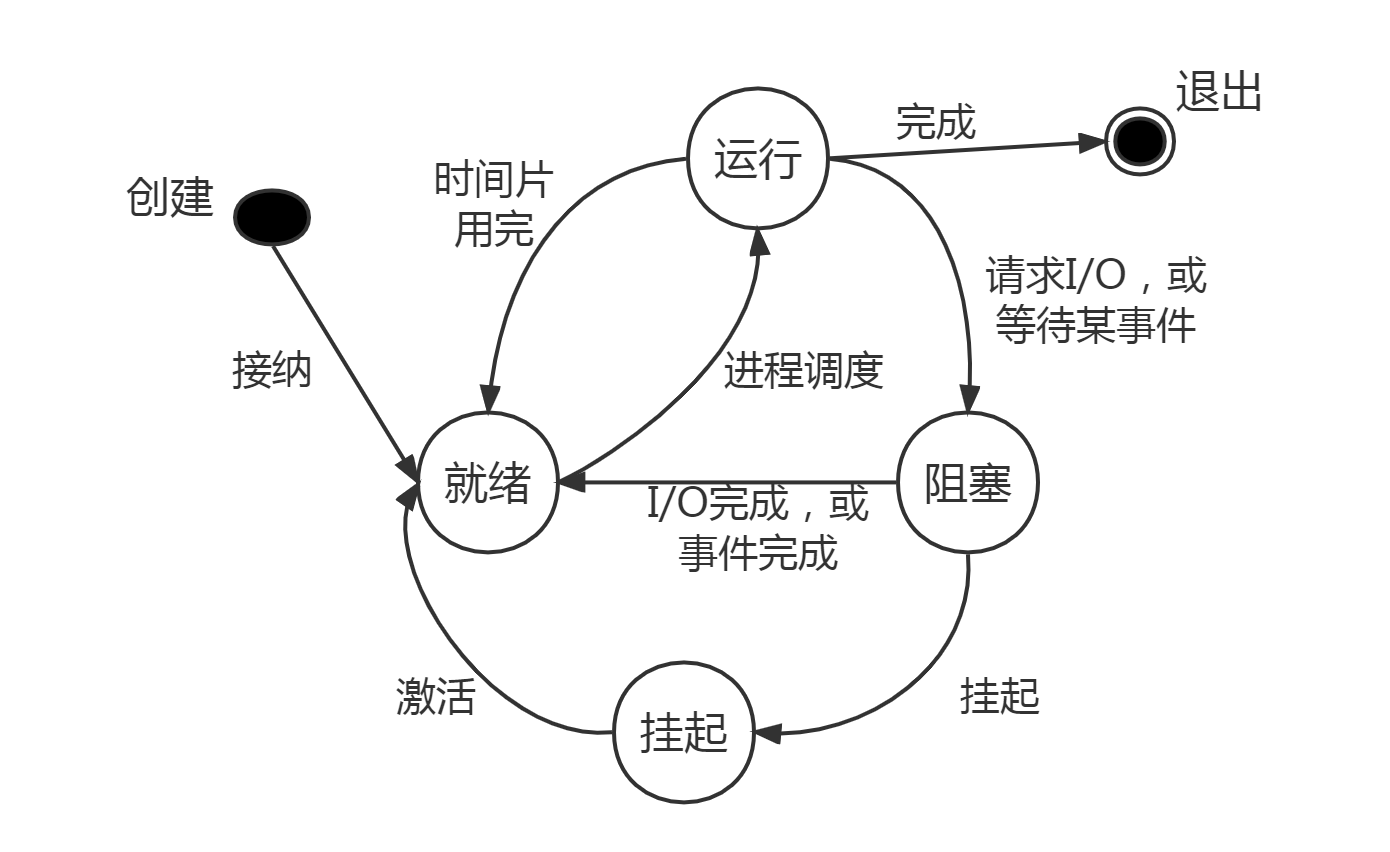 退出
完成
运行
时间片
用完
创建
请求I/O，或
等待某事件
接纳
进程调度
就绪
阻塞
I/O完成，或
事件完成
激活
挂起
挂起